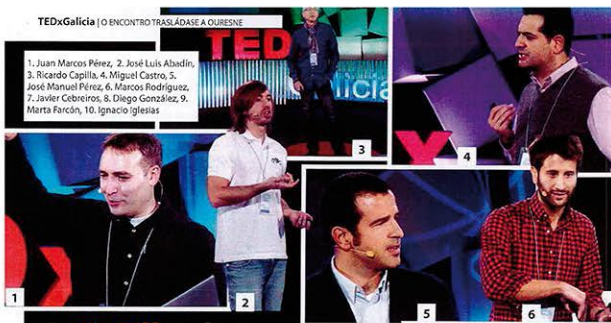 TEDxGalicia | O ENCONTRO TRASLÁDASE A OURESNE
1. Juan Marcos Pérez, 2. José Luis Abadín,
3. Ricardo Capilla, 4. Miguel Castro, 5.
José Manuel Pérez, 6. Marcos Rodríguez,
7. Javier Cebreiros, 8. Diego González, 9.
Marta Farcón, 10. Ignacio Iglesias
TED
alicia
3
X
4
1
2
5
6